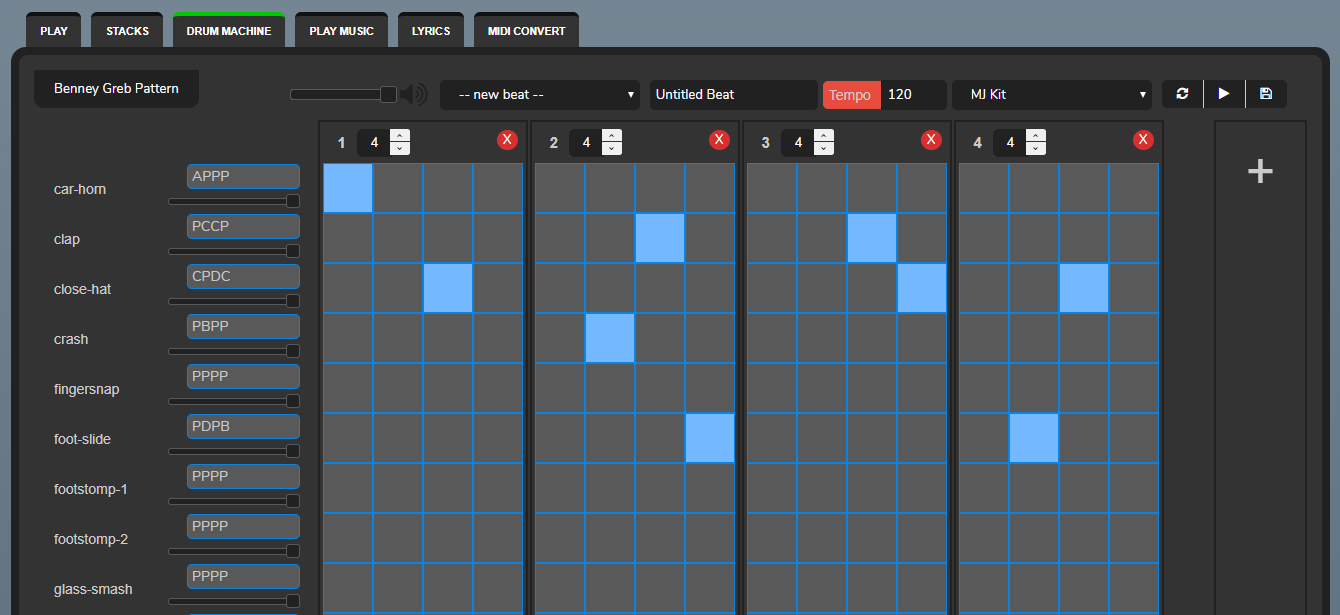 PLAY STACKS DRUM MACHINE PLAY MUSIC LYRICS MIDI CONVERT
Benney Greb Pattern -- new beat -- Untitled Beat Tempo 120 MJ Kit
1 4 X 2 4 X 3 4 X 4 4 X
car-horn APPP
clap PCCP
close-hat CPDC
crash PBPP
fingersnap PPPP
foot-slide PDPB
footstomp-1 PPPP
footstomp-2 PPPP
glass-smash PPPP